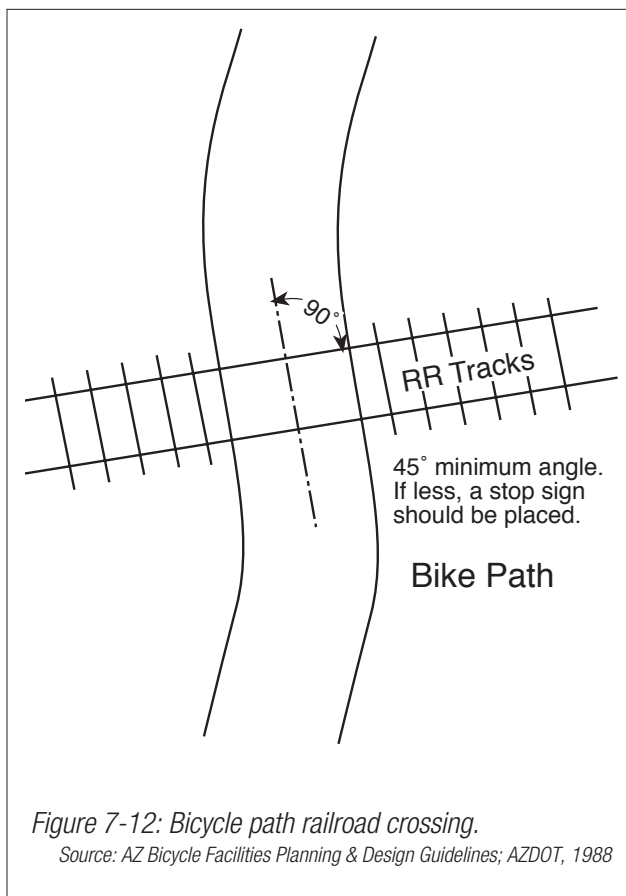 90˚
RR Tracks
45˚ minimum angle.
If less, a stop sign
should be placed.
Bike Path
Figure 7-12: Bicycle path railroad crossing.
Source: AZ Bicycle Facilities Planning & Design Guidelines; AZDOT, 1988